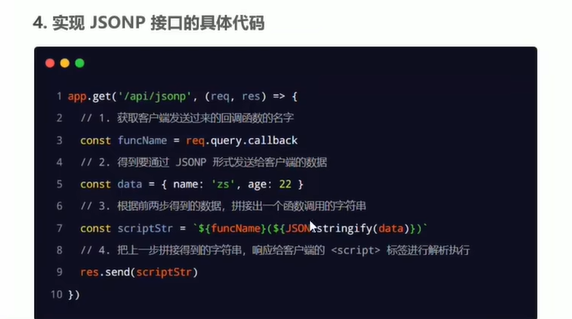 4. 实现 JSONP 接口的具体代码
1 app.get('/api/jsonp', (req, res) => {
2 // 1. 获取客户端发送过来的回调函数的名字
3 const funcName = req.query.callback
4 // 2. 得到要通过 JSONP 形式发送给客户端的数据
5 const data = { name: 'zs', age: 22 }
6 // 3. 根据前两步得到的数据，拼接出一个函数调用的字符串
7 const scriptStr = `${funcName}(${JSON.stringify(data)})`
8 // 4. 把上一步拼接得到的字符串，响应给客户端的 <script> 标签进行解析执行
9 res.send(scriptStr)
10 })